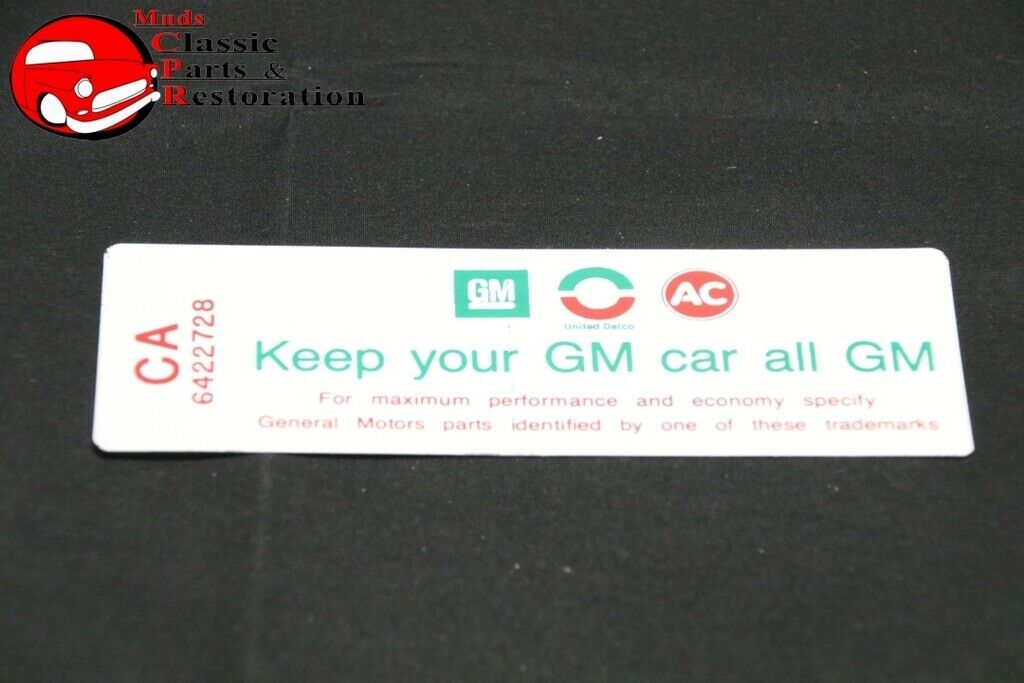 Muds
Classic
Parts &
Restoration
CA
6422728
GM
United Delco
AC
Keep your GM car all GM
For maximum performance and economy specify
General Motors parts identified by one of these trademarks